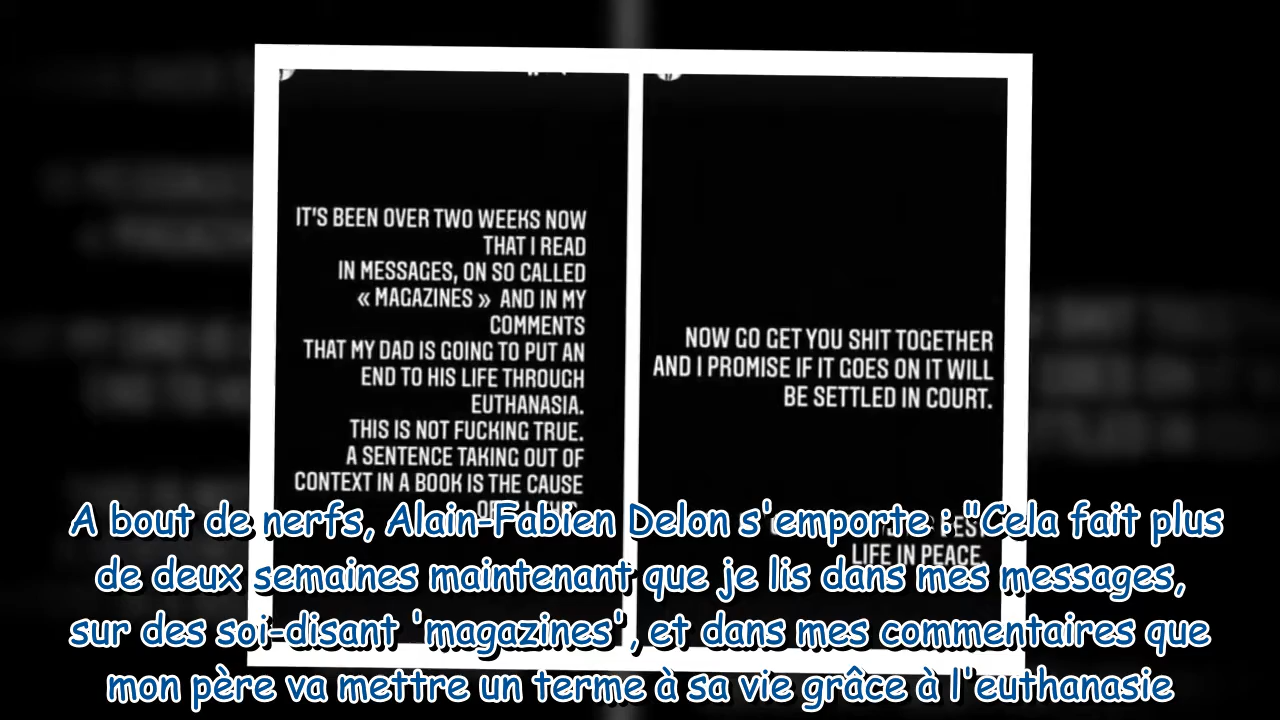 IT'S BEEN OVER TWO WEEKS NOW
THAT I READ
IN MESSAGES, ON SO CALLED
« MAGAZINES » AND IN MY
COMMENTS
THAT MY DAD IS GOING TO PUT AN
END TO HIS LIFE THROUGH
EUTHANASIA.
THIS IS NOT FUCKING TRUE.
A SENTENCE TAKING OUT OF
CONTEXT IN A BOOK IS THE CAUSE
NOW GO GET YOU SHIT TOGETHER
AND I PROMISE IF IT GOES ON IT WILL
BE SETTLED IN COURT.
LIFE IN PEACE.
A bout de nerfs, Alain-Fabien Delon s'emporte : "Cela fait plus
de deux semaines maintenant que je lis dans mes messages,
sur des soi-disant 'magazines', et dans mes commentaires que
mon père va mettre un terme à sa vie grâce à l'euthanasie